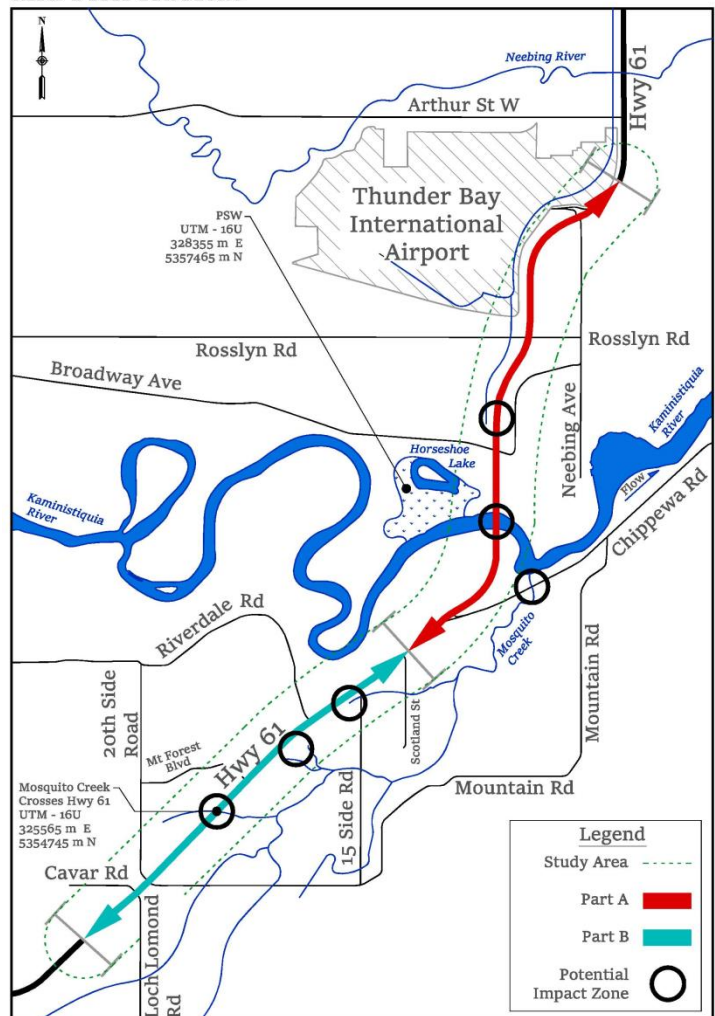 N
Neebing River
Hwy 61
Arthur St W
Thunder Bay
International
Airport
PSW
UTM - 16U
328355 m E
5357465 m N
Rosslyn Rd
Rosslyn Rd
Broadway Ave
Neebing Ave
Kaministiquia
River
Horseshoe
Lake
Flow
Chippewa Rd
Kaministiquia
River
Riverdale Rd
Mosquito
Creek
Mountain Rd
20th Side
Road
Scotland St
Hwy 61
Mt Forest
Blvd
15 Side Rd
Mountain Rd
Mosquito Creek
Crosses Hwy 61
UTM - 16U
325565 m E
5354745 m N
Cavar Rd
Loch Lomond
Rd
Legend
Study Area
Part A
Part B
Potential
Impact Zone